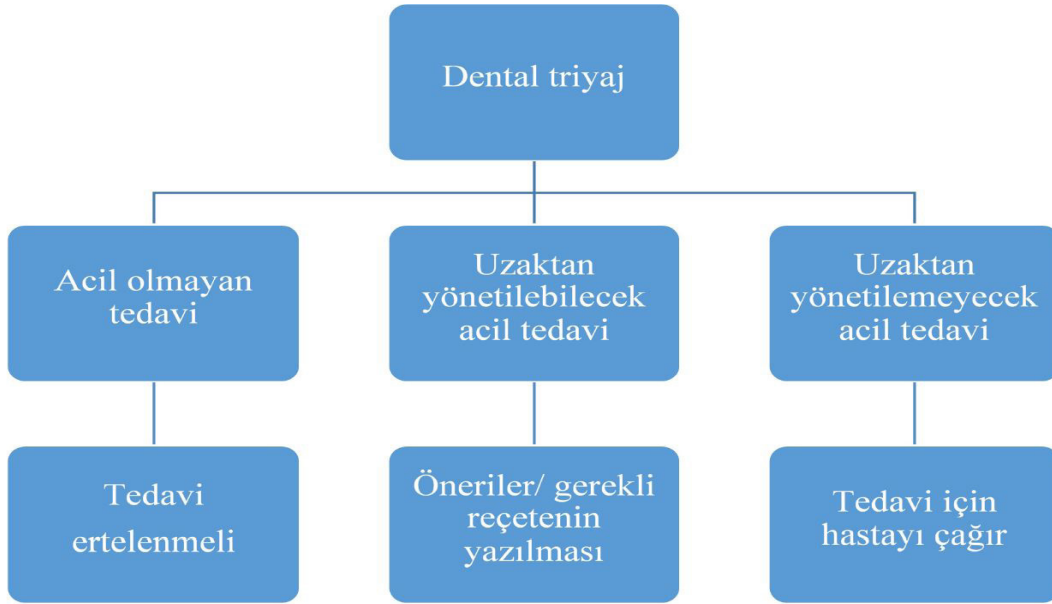 Dental triyaj
Acil olmayan
tedavi
Uzaktan
yönetilebilecek
acil tedavi
Uzaktan
yönetilemeyecek
acil tedavi
Tedavi
ertelenmeli
Öneriler/ gerekli
reçetenin
yazılması
Tedavi için
hastayı çağır